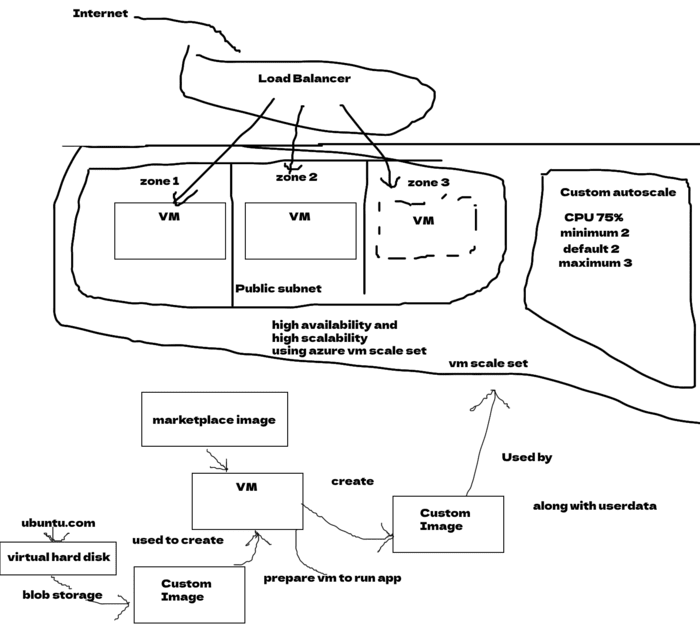 Internet
Load Balancer
zone 1
zone 2
zone 3
VM
VM
VM
Public subnet
Custom autoscale
CPU 75%
minimum 2
default 2
maximum 3
high availability and
high scalability
using azure vm scale set
vm scale set
marketplace image
VM
create
Used by
Custom
Image
along with userdata
ubuntu.com
used to create
virtual hard disk
blob storage
Custom
Image
prepare vm to run app